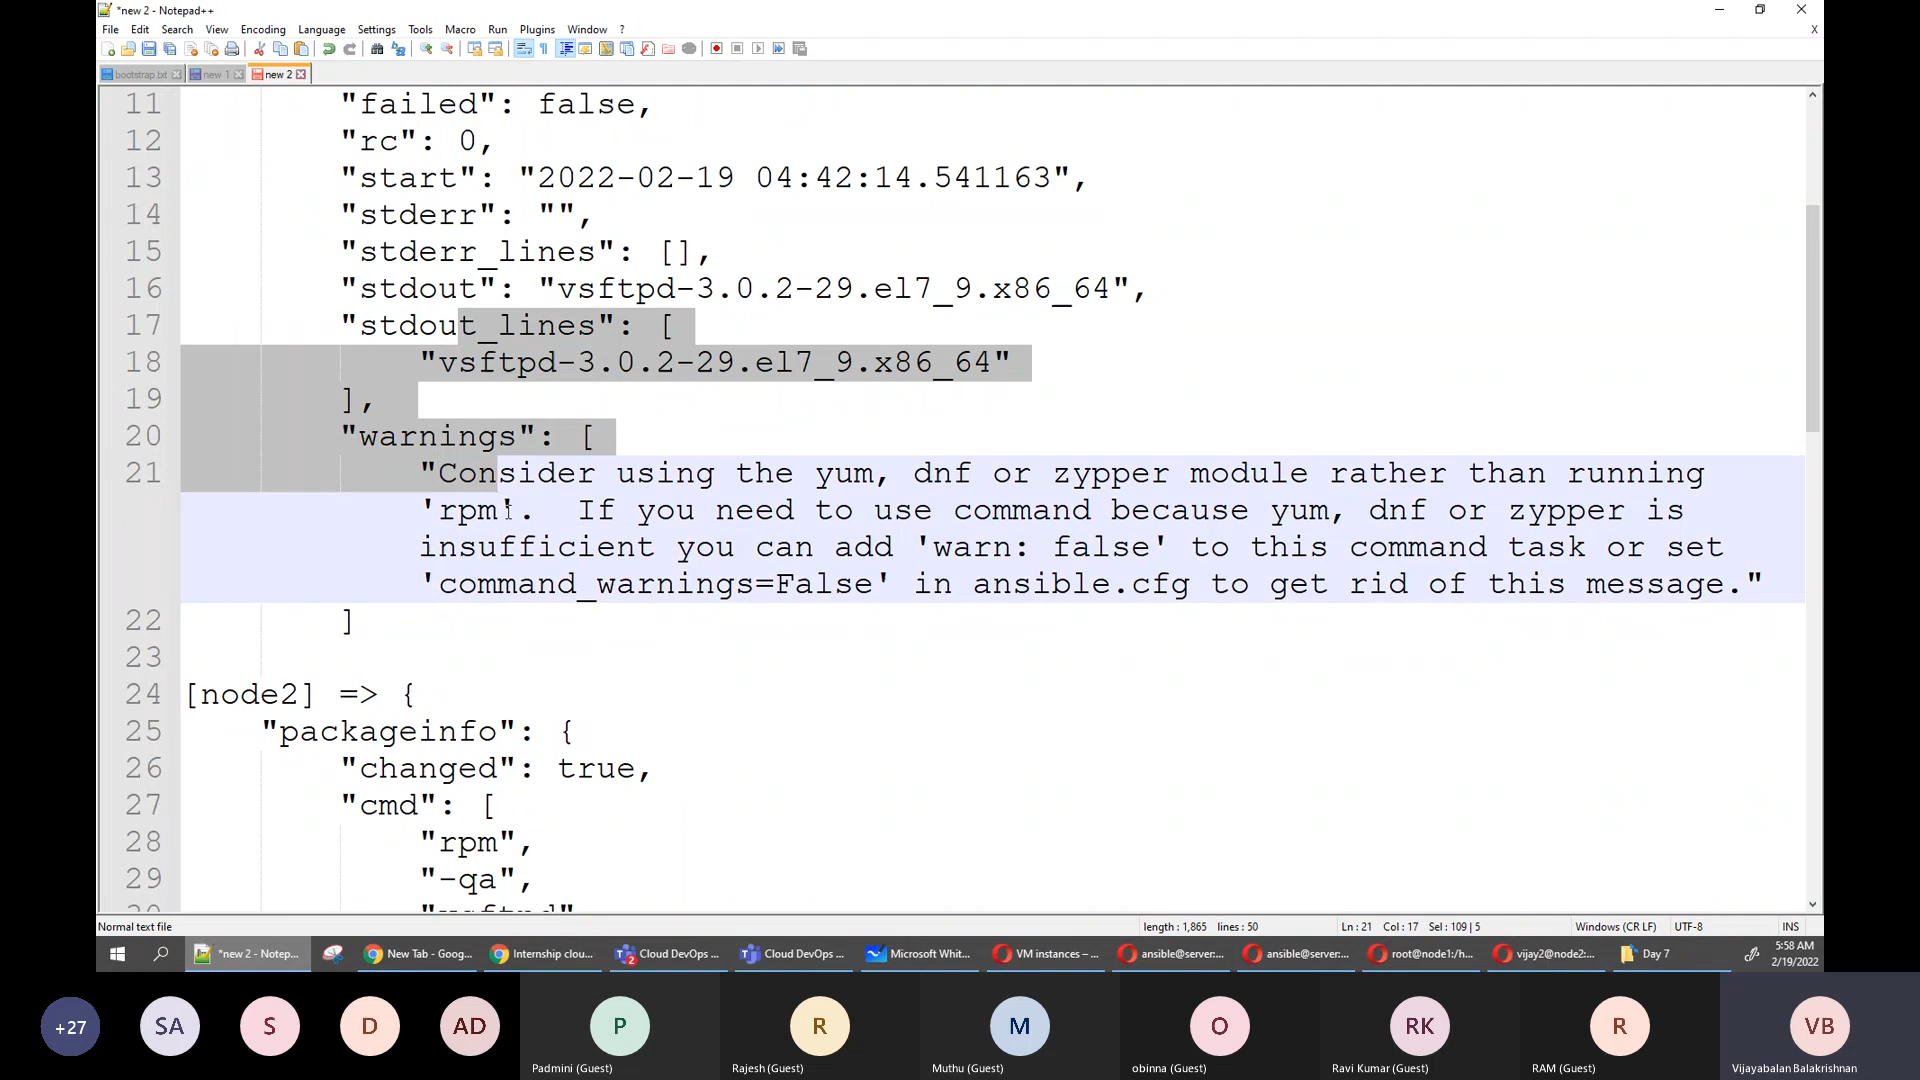 *new 2 - Notepad++
File Edit Search View Encoding Language Settings Tools Macro Run Plugins Window ? X
bootstrap.txt new 1 new 2
11 "failed": false,
12 "rc": 0,
13 "start": "2022-02-19 04:42:14.541163",
14 "stderr": "",
15 "stderr_lines": [],
16 "stdout": "vsftpd-3.0.2-29.el7_9.x86_64",
17 "stdout_lines": [
18 "vsftpd-3.0.2-29.el7_9.x86_64"
19 ],
20 "warnings": [
21 "Consider using the yum, dnf or zypper module rather than running
'rpm'.  If you need to use command because yum, dnf or zypper is
insufficient you can add 'warn: false' to this command task or set
'command_warnings=False' in ansible.cfg to get rid of this message."
22 ]
23
24 [node2] => {
25 "packageinfo": {
26 "changed": true,
27 "cmd": [
28 "rpm",
29 "-qa",
Normal text file length : 1,865 lines : 50 Ln : 21 Col : 17 Sel : 109 | 5 Windows (CR LF) UTF-8 INS
*new 2 - Notep... New Tab - Goog... Internship clou... Cloud DevOps ... Cloud DevOps ... Microsoft Whit... VM instances – ... ansible@server:... ansible@server:... root@node1:/h... vijay2@node2:... Day 7 5:58 AM
2/19/2022
+27 SA S D AD P R M O RK R VB
Padmini (Guest) Rajesh (Guest) Muthu (Guest) obinna (Guest) Ravi Kumar (Guest) RAM (Guest) Vijayabalan Balakrishnan